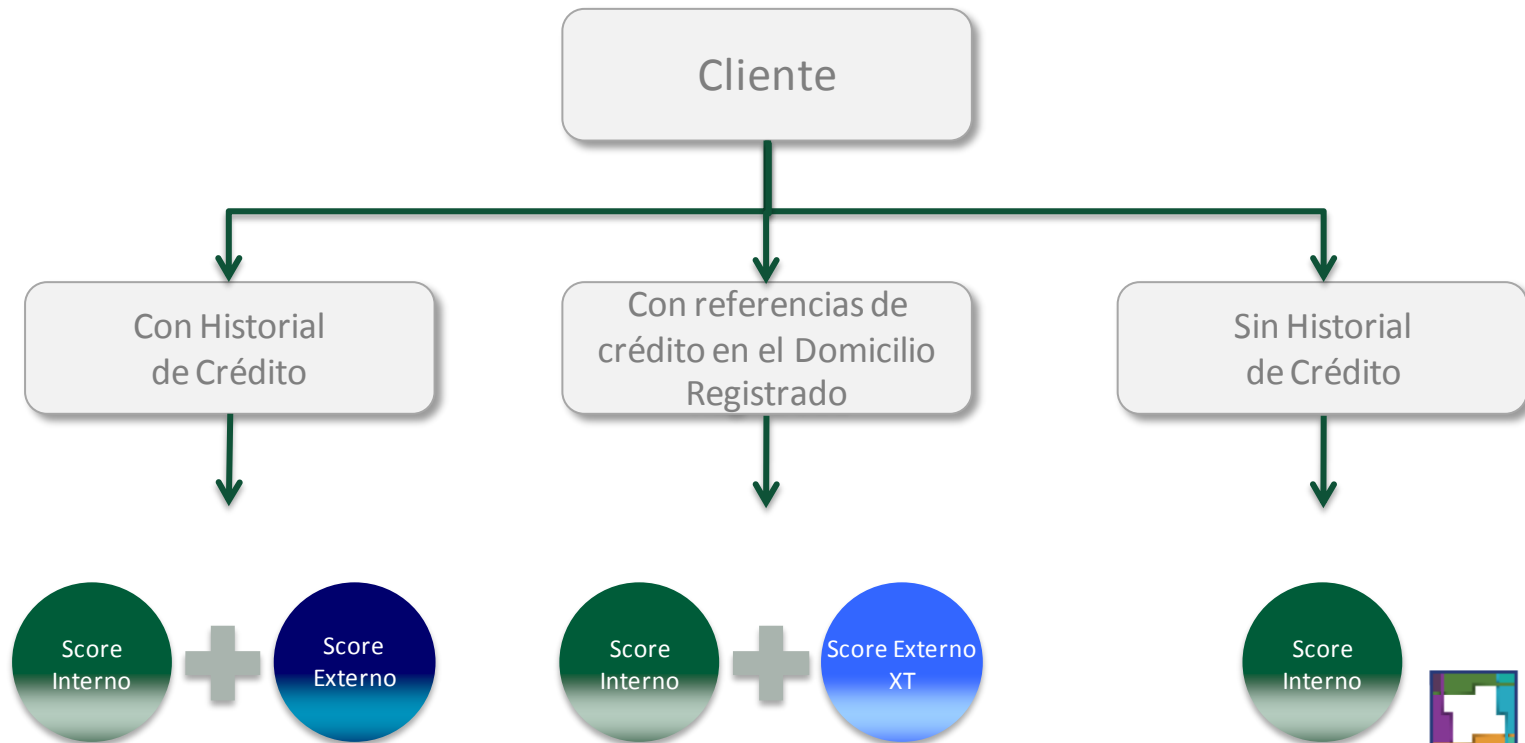 Cliente
Con Historial
de Crédito
Con referencias de
crédito en el Domicilio
Registrado
Sin Historial
de Crédito
Score
Interno
Score
Externo
Score
Interno
Score Externo
XT
Score
Interno